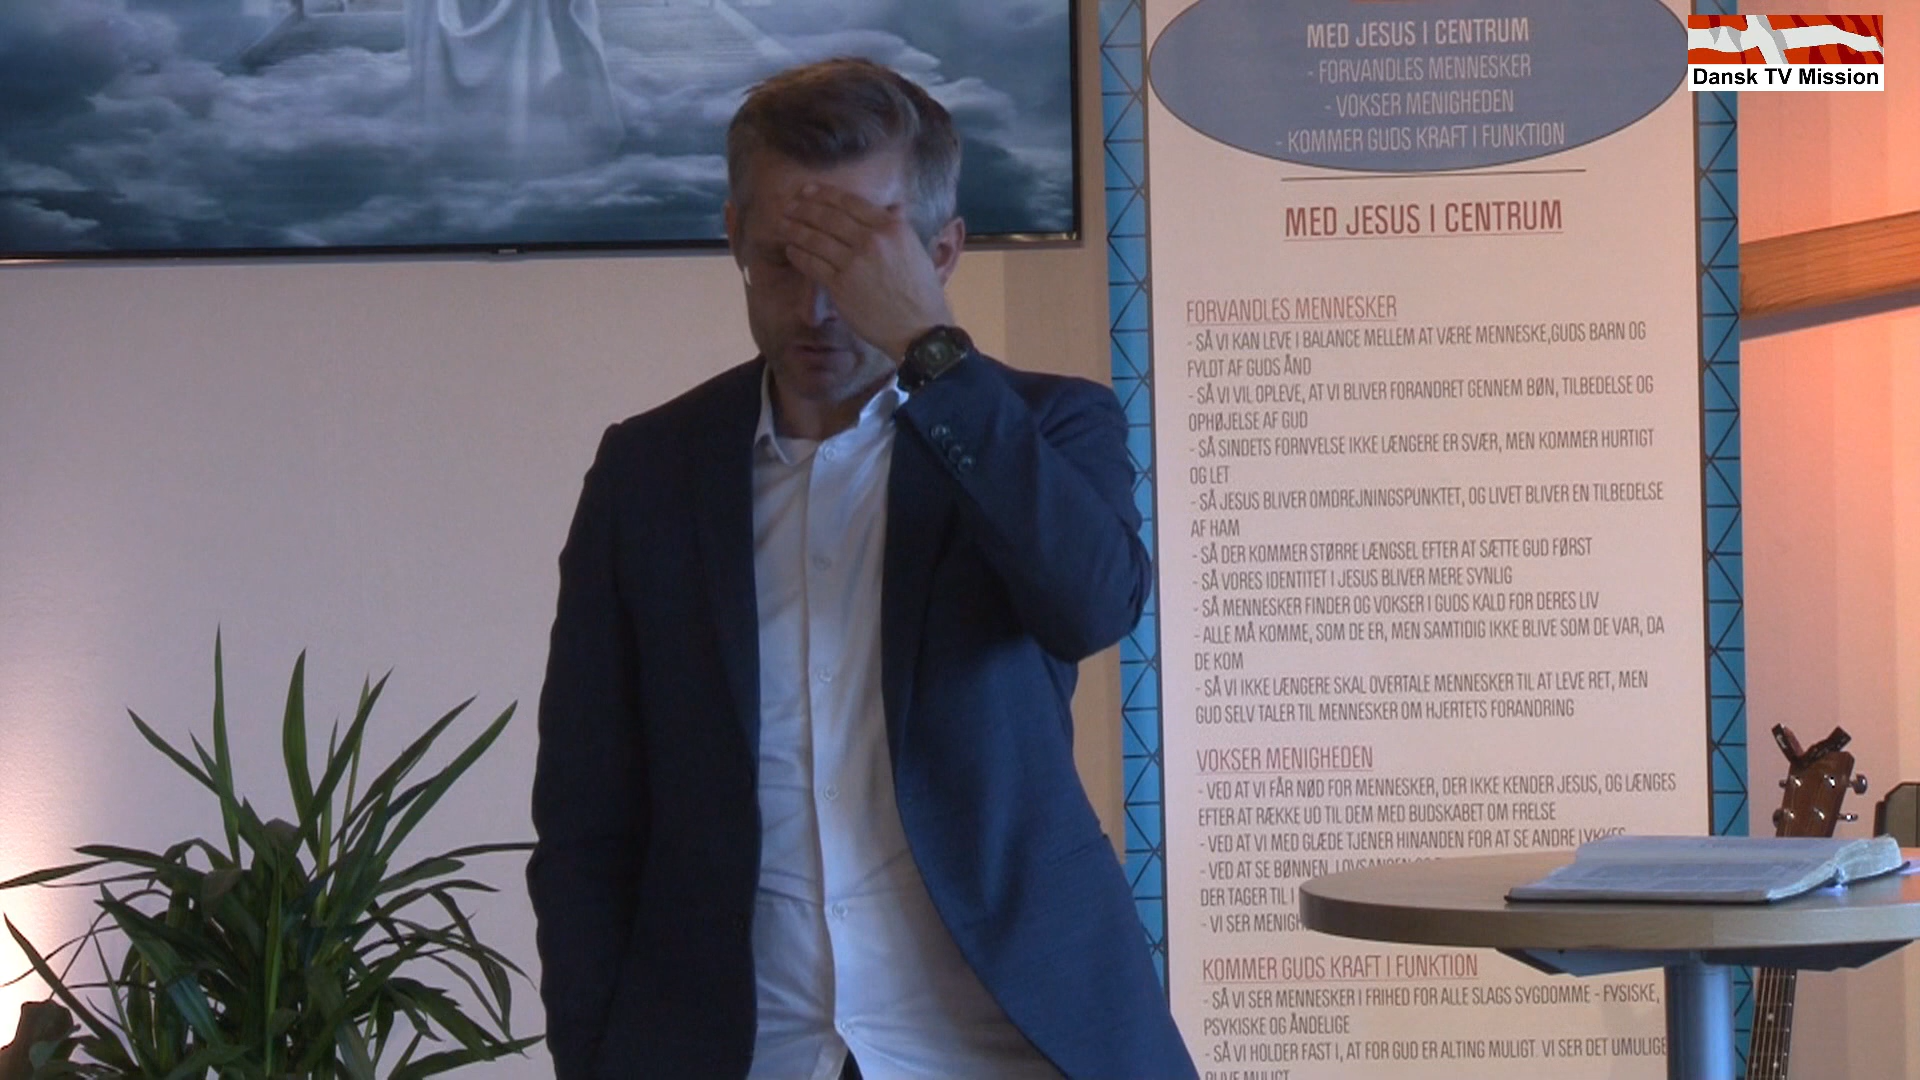 Dansk TV Mission
MED JESUS I CENTRUM
- FORVANDLES MENNESKER
- VOKSER MENIGHEDEN
- KOMMER GUDS KRAFT I FUNKTION
MED JESUS I CENTRUM
FORVANDLES MENNESKER
- SÅ VI KAN LEVE I BALANCE MELLEM AT VÆRE MENNESKE,GUDS BARN OG
FYLDT AF GUDS ÅND
- SÅ VI VIL OPLEVE, AT VI BLIVER FORANDRET GENNEM BØN, TILBEDELSE OG
OPHØJELSE AF GUD
- SÅ SINDETS FORNYELSE IKKE LÆNGERE ER SVÆR, MEN KOMMER HURTIGT
OG LET
- SÅ JESUS BLIVER OMDREJNINGSPUNKTET, OG LIVET BLIVER EN TILBEDELSE
AF HAM
- SÅ DER KOMMER STØRRE LÆNGSEL EFTER AT SÆTTE GUD FØRST
- SÅ VORES IDENTITET I JESUS BLIVER MERE SYNLIG
- SÅ MENNESKER FINDER OG VOKSER I GUDS KALD FOR DERES LIV
- ALLE MÅ KOMME, SOM DE ER, MEN SAMTIDIG IKKE BLIVE SOM DE VAR, DA
DE KOM
- SÅ VI IKKE LÆNGERE SKAL OVERTALE MENNESKER TIL AT LEVE RET, MEN
GUD SELV TALER TIL MENNESKER OM HJERTETS FORANDRING
VOKSER MENIGHEDEN
- VED AT VI FÅR NØD FOR MENNESKER, DER IKKE KENDER JESUS, OG LÆNGES
EFTER AT RÆKKE UD TIL DEM MED BUDSKABET OM FRELSE
- VED AT VI MED GLÆDE TJENER HINANDEN FOR AT SE ANDRE LYKKES
- VED AT SE BØNNEN, LOVSANGEN
DER TAGER TIL I
- VI SER MENIGH
KOMMER GUDS KRAFT I FUNKTION
- SÅ VI SER MENNESKER I FRIHED FOR ALLE SLAGS SYGDOMME - FYSISKE,
PSYKISKE OG ÅNDELIGE
- SÅ VI HOLDER FAST I, AT FOR GUD ER ALTING MULIGT. VI SER DET UMULIGE
BLIVE MULIGT